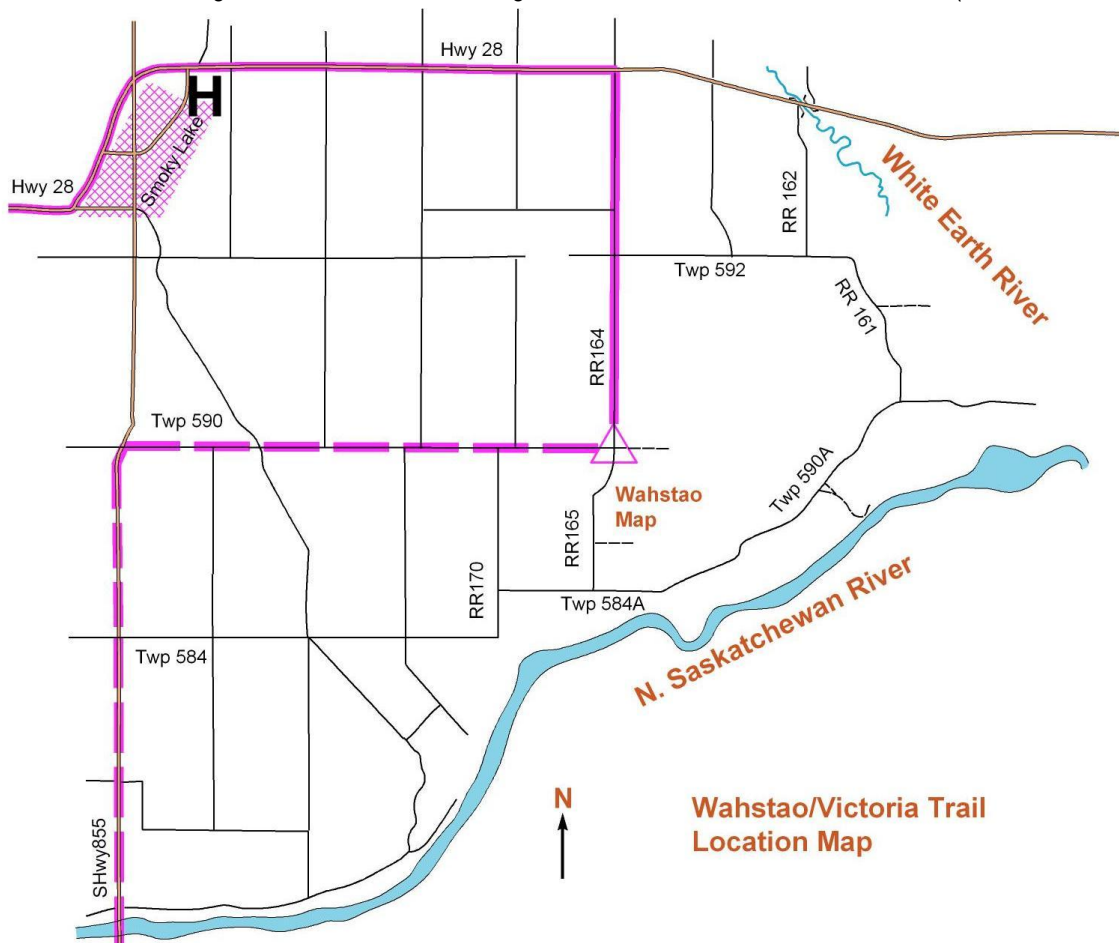 Hwy 28
H
Smoky Lake
Hwy 28
White Earth River
RR 162
Twp 592
RR 161
RR164
Twp 590
Wahstao
Map
Twp 590A
RR165
RR170
Twp 584A
Twp 584
N. Saskatchewan River
N
Wahstao/Victoria Trail
Location Map
SHwy855